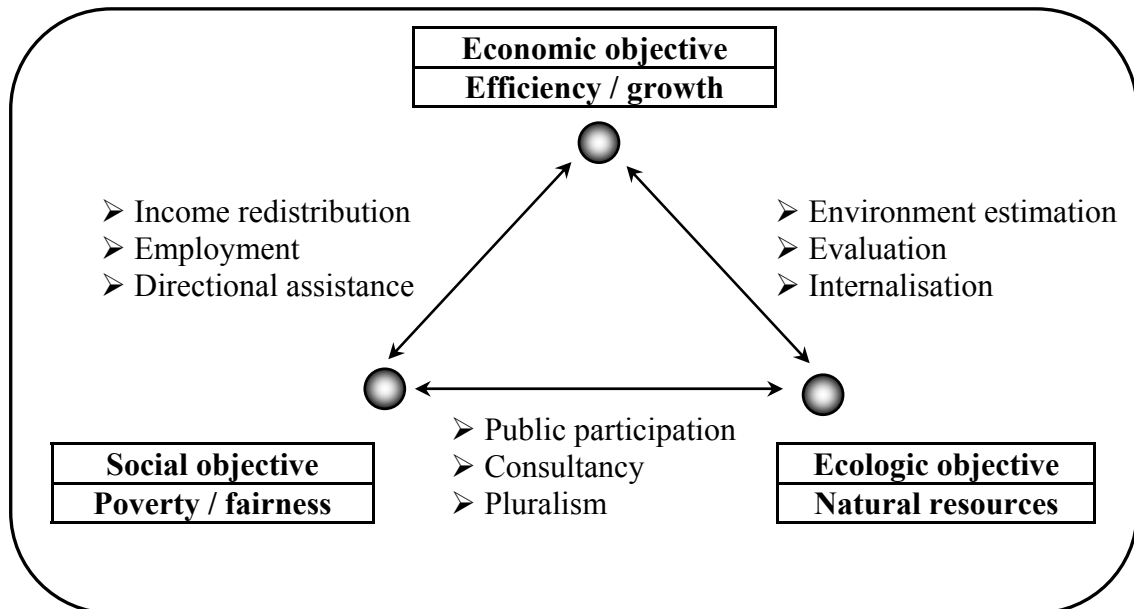 Economic objective
Efficiency / growth
➢ Income redistribution
➢ Employment
➢ Directional assistance
➢ Environment estimation
➢ Evaluation
➢ Internalisation
➢ Public participation
➢ Consultancy
➢ Pluralism
Social objective
Poverty / fairness
Ecologic objective
Natural resources